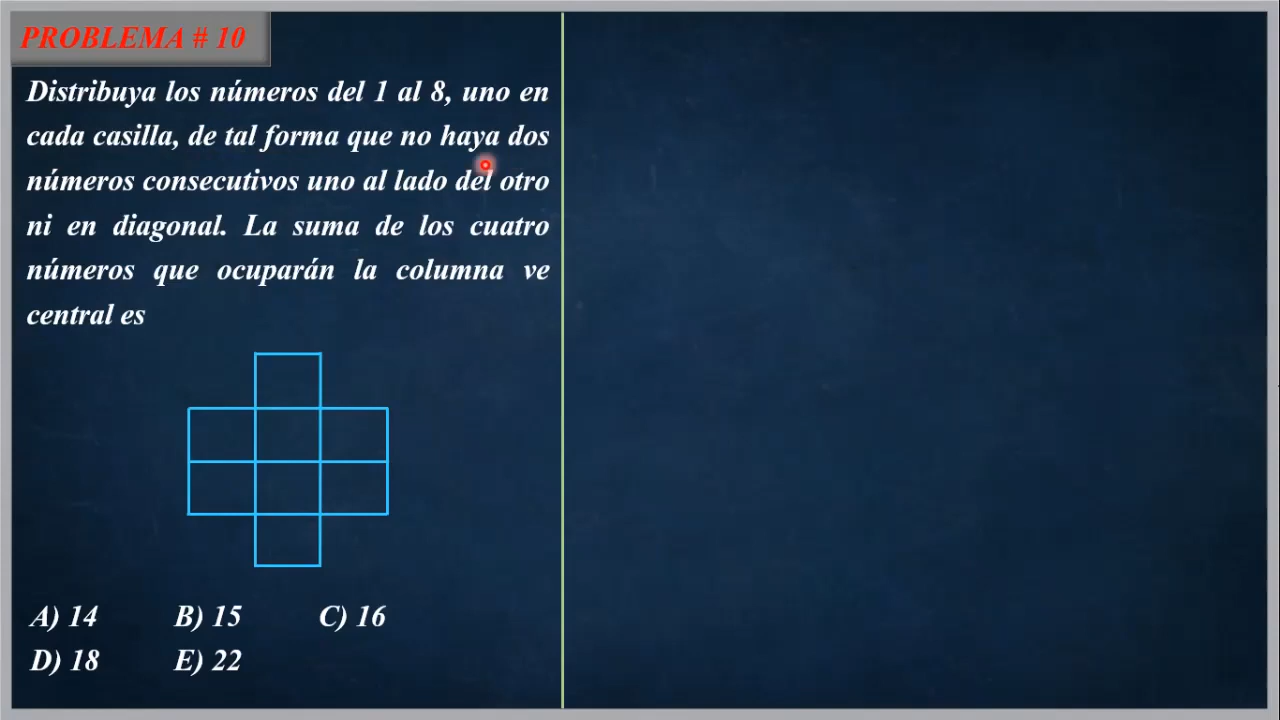 PROBLEMA # 10
Distribuya los números del 1 al 8, uno en
cada casilla, de tal forma que no haya dos
números consecutivos uno al lado del otro
ni en diagonal. La suma de los cuatro
números que ocuparán la columna ve
central es
A) 14 B) 15 C) 16
D) 18 E) 22